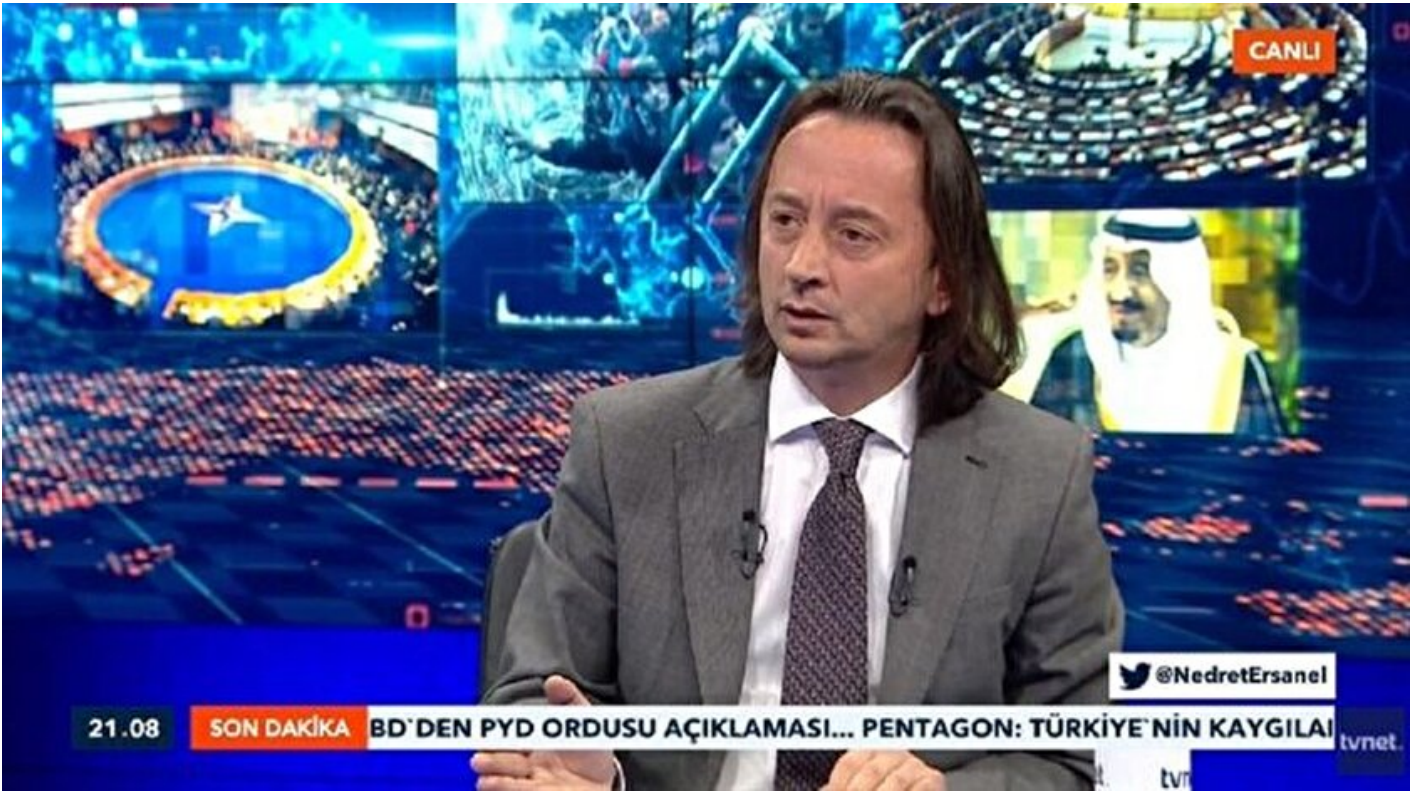 CANLI
@NedretErsanel
21.08
SON DAKİKA
BD`DEN PYD ORDUSU AÇIKLAMASI... PENTAGON: TÜRKİYE`NİN KAYGILAI
tvnet.